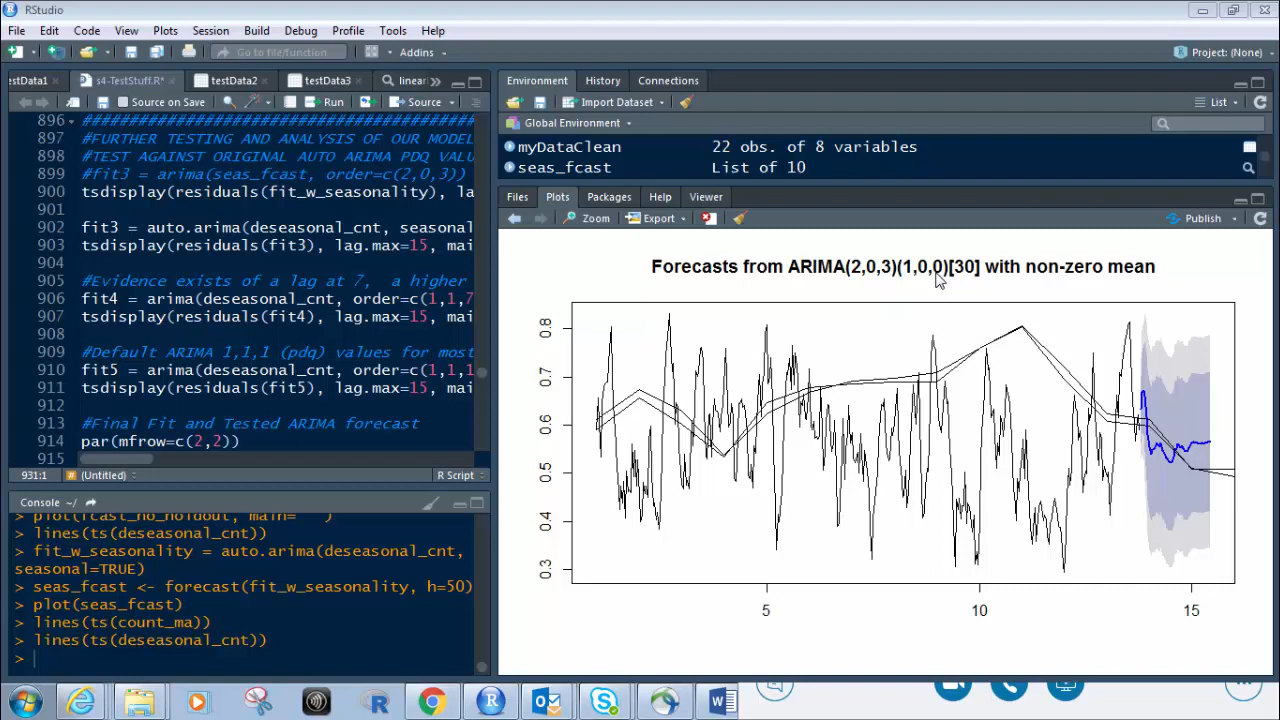 RStudio
File Edit Code View Plots Session Build Debug Profile Tools Help
Go to file/function Addins Project: (None)
stData1 s4-TestStuff.R* testData2 testData3 linear
Source on Save Run Source
896 ##########################################
897 #FURTHER TESTING AND ANALYSIS OF OUR MODEL
898 #TEST AGAINST ORIGINAL AUTO ARIMA PDQ VALU
899 #fit3 = arima(seas_fcast, order=c(2,0,3))
900 tsdisplay(residuals(fit_w_seasonality), la
901
902 fit3 = auto.arima(deseasonal_cnt, seasonal
903 tsdisplay(residuals(fit3), lag.max=15, mai
904
905 #Evidence exists of a lag at 7, a higher
906 fit4 = arima(deseasonal_cnt, order=c(1,1,7
907 tsdisplay(residuals(fit4), lag.max=15, mai
908
909 #Default ARIMA 1,1,1 (pdq) values for most
910 fit5 = arima(deseasonal_cnt, order=c(1,1,1
911 tsdisplay(residuals(fit5), lag.max=15, mai
912
913 #Final Fit and Tested ARIMA forecast
914 par(mfrow=c(2,2))
915
931:1 # (Untitled) R Script
Console ~/
> plot(fcast_no_holdout, main=" ")
> lines(ts(deseasonal_cnt))
> fit_w_seasonality = auto.arima(deseasonal_cnt,
seasonal=TRUE)
> seas_fcast <- forecast(fit_w_seasonality, h=50)
> plot(seas_fcast)
> lines(ts(count_ma))
> lines(ts(deseasonal_cnt))
>
Environment History Connections
Import Dataset List
Global Environment
myDataClean 22 obs. of 8 variables
seas_fcast List of 10
Files Plots Packages Help Viewer
Zoom Export Publish
Forecasts from ARIMA(2,0,3)(1,0,0)[30] with non-zero mean
0.8
0.7
0.6
0.5
0.4
0.3
5 10 15